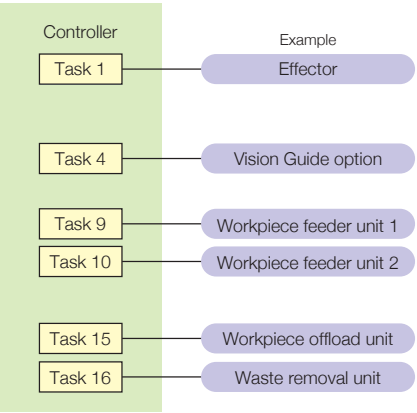 Controller
Example
Task 1
Effector
Task 4
Vision Guide option
Task 9
Workpiece feeder unit 1
Task 10
Workpiece feeder unit 2
Task 15
Workpiece offload unit
Task 16
Waste removal unit